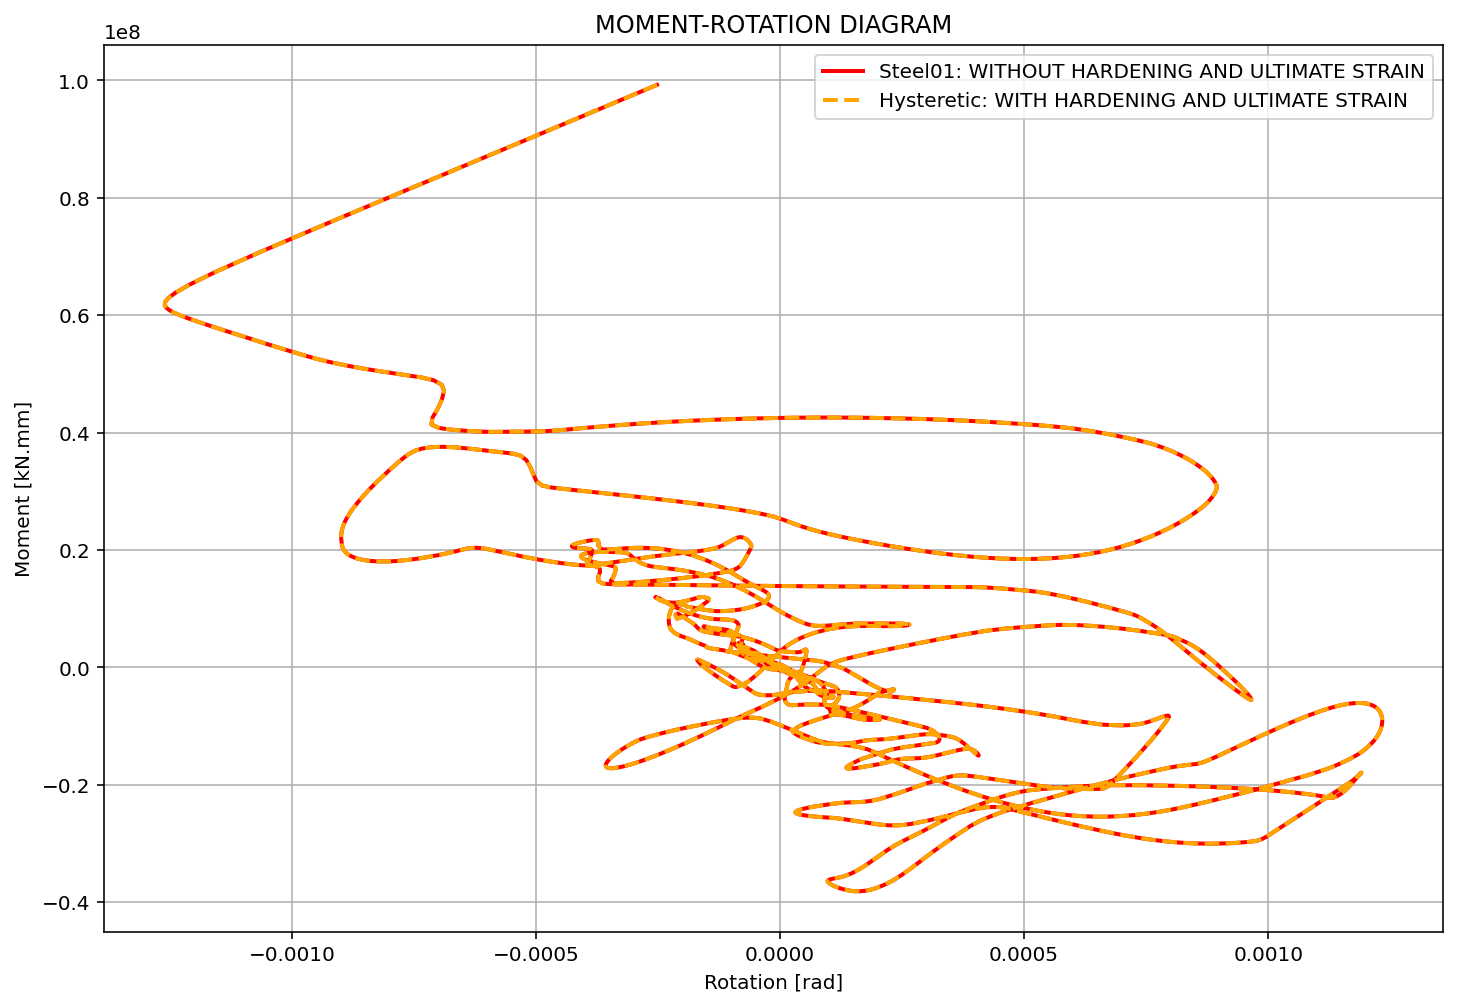 MOMENT-ROTATION DIAGRAM
1e8
Steel01: WITHOUT HARDENING AND ULTIMATE STRAIN
Hysteretic: WITH HARDENING AND ULTIMATE STRAIN
1.0
0.8
0.6
0.4
0.2
0.0
−0.2
−0.4
Moment [kN.mm]
−0.0010
−0.0005
0.0000
0.0005
0.0010
Rotation [rad]